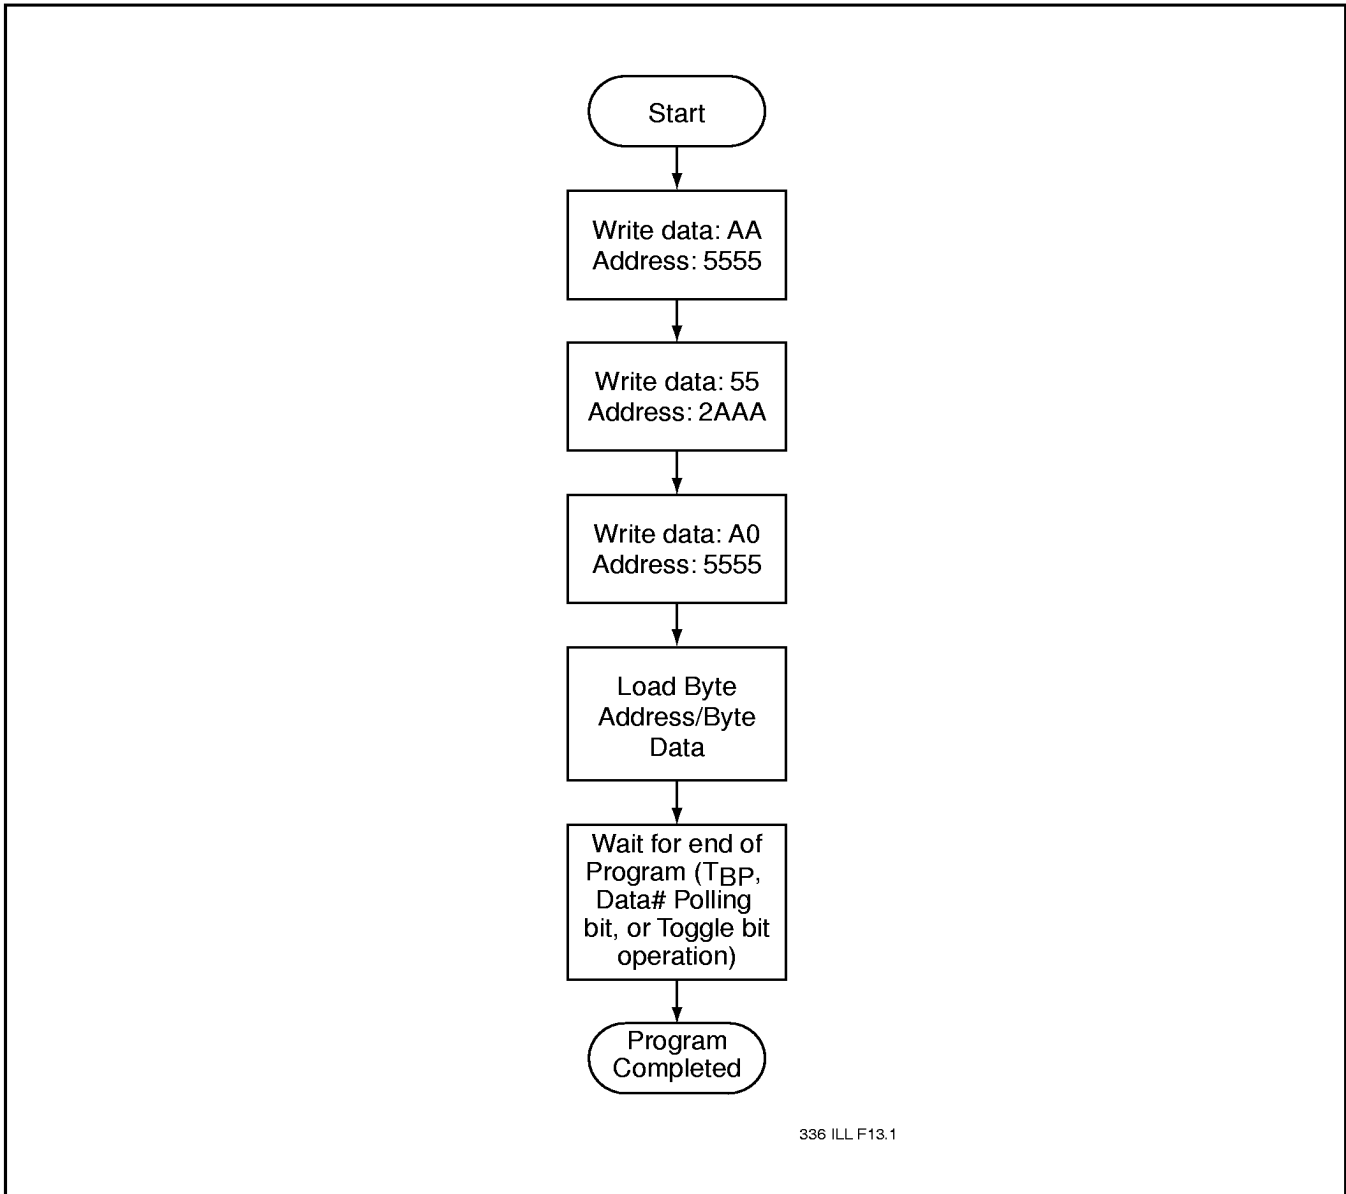 Start
Write data: AA
Address: 5555
Write data: 55
Address: 2AAA
Write data: A0
Address: 5555
Load Byte
Address/Byte
Data
Wait for end of
Program (TBP,
Data# Polling
bit, or Toggle bit
operation)
Program
Completed
336 ILL F13.1